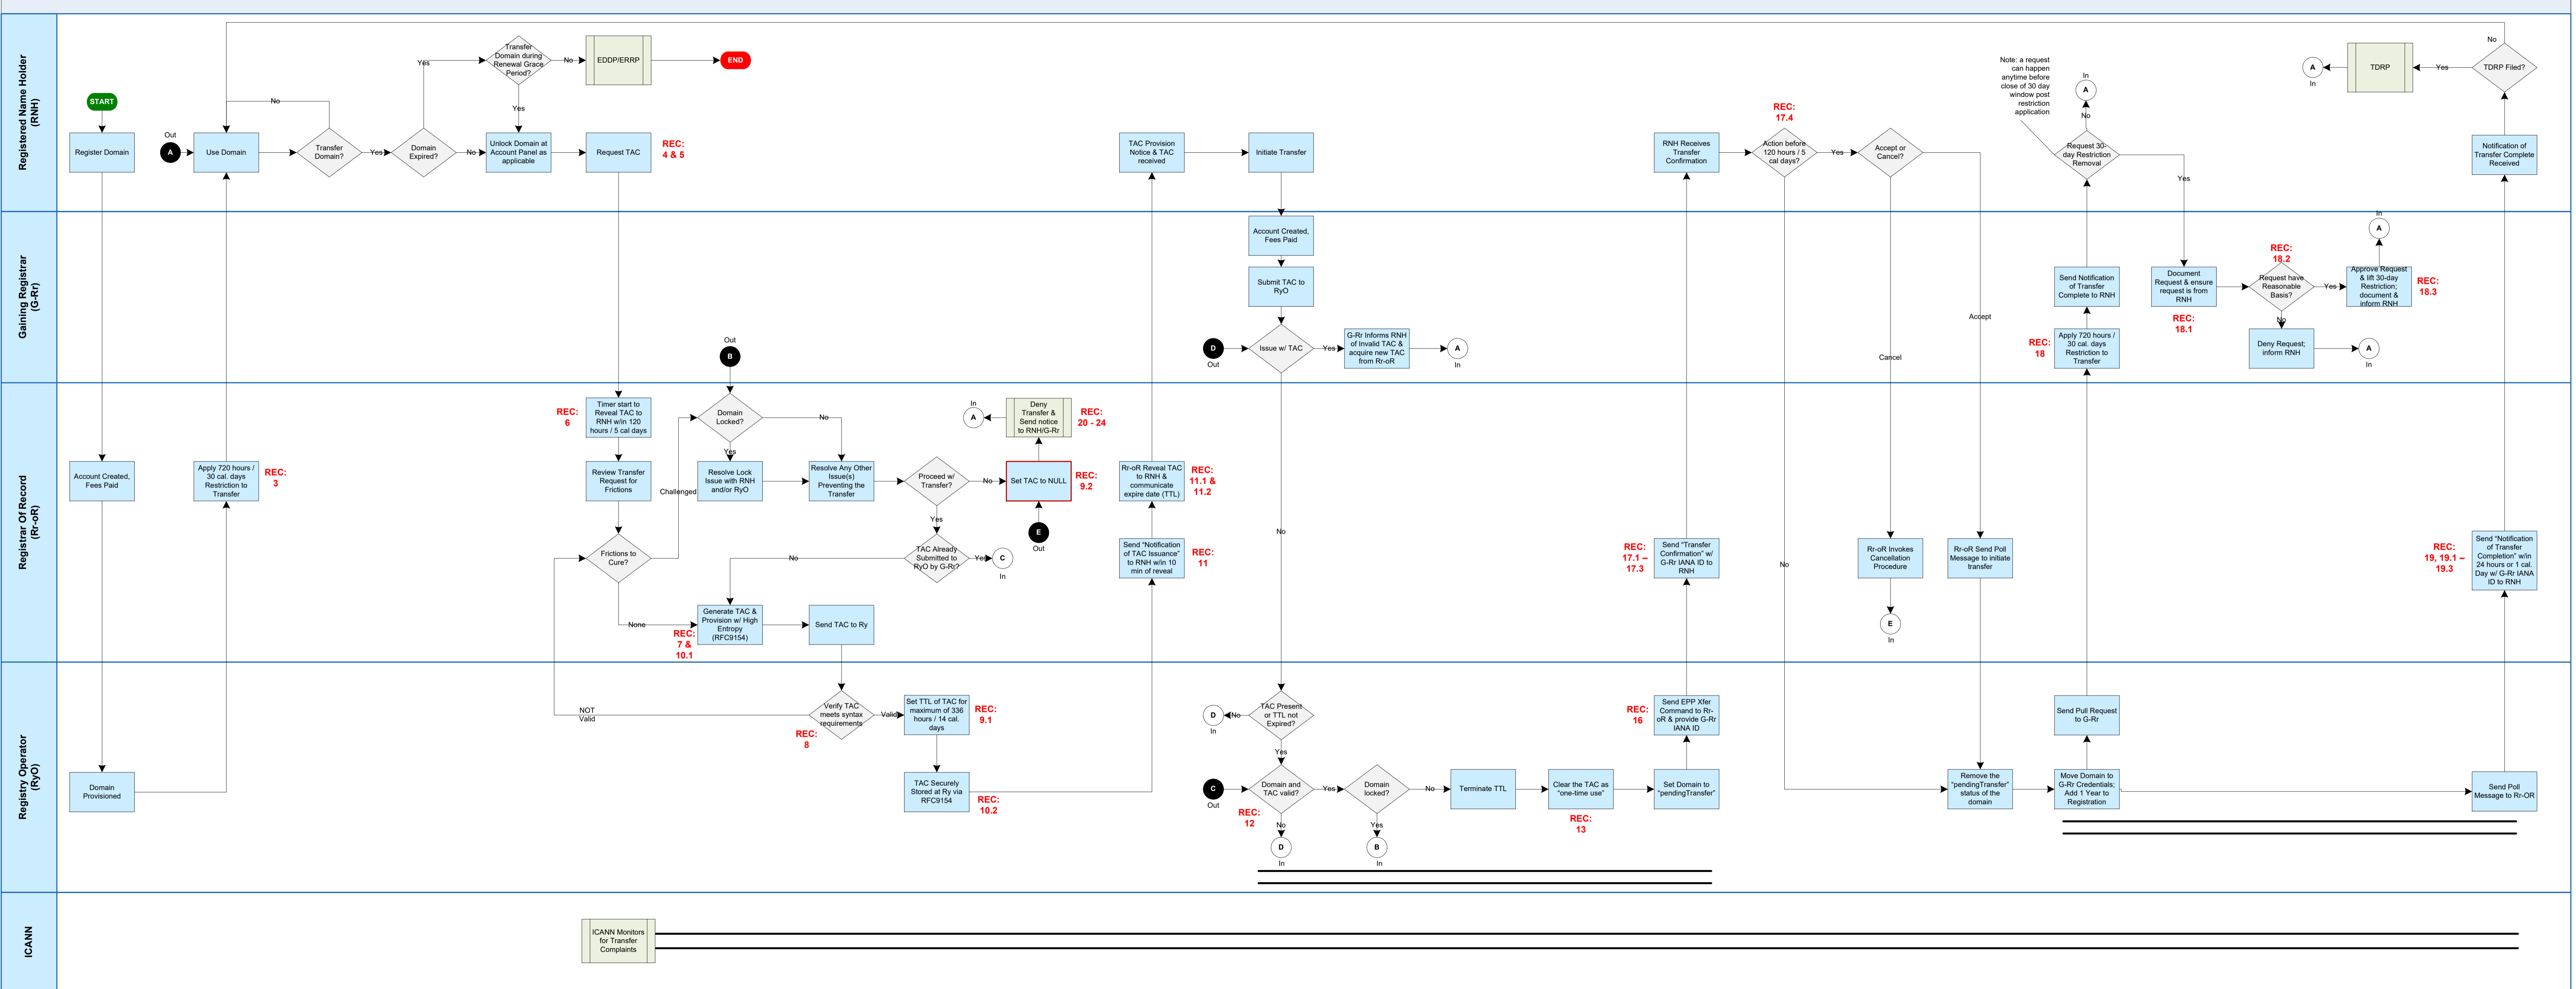 Registered Name Holder
(RNH)
START
Register Domain
Out
A
Use Domain
No
Transfer
Domain?
Yes
Domain
Expired?
Yes
No
Transfer
Domain during
Renewal Grace
Period?
No
Yes
EDDP/ERRP
END
Unlock Domain at
Account Panel as
applicable
Request TAC
REC:
4 & 5
TAC Provision
Notice & TAC
received
Initiate Transfer
RNH Receives
Transfer
Confirmation
REC:
17.4
Action before
120 hours / 5
cal days?
Yes
Accept or
Cancel?
Note: a request
can happen
anytime before
close of 30 day
window post
restriction
application
In
A
No
Request 30-
day Restriction
Removal
Yes
A
In
TDRP
Yes
No
TDRP Filed?
Notification of
Transfer Complete
Received
Gaining Registrar
(G-Rr)
Account Created,
Fees Paid
Submit TAC to
RyO
D
Out
Issue w/ TAC
Yes
G-Rr Informs RNH
of Invalid TAC &
acquire new TAC
from Rr-oR
A
In
Accept
Cancel
Send Notification
of Transfer
Complete to RNH
REC:
18
Apply 720 hours /
30 cal. days
Restriction to
Transfer
Document
Request & ensure
request is from
RNH
REC:
18.1
REC:
18.2
Request have
Reasonable
Basis?
Yes
No
In
A
Approve Request
& lift 30-day
Restriction;
document &
inform RNH
REC:
18.3
Deny Request;
inform RNH
A
In
Registrar Of Record
(Rr-oR)
Account Created,
Fees Paid
Apply 720 hours /
30 cal. days
Restriction to
Transfer
REC:
3
REC:
6
Timer start to
Reveal TAC to
RNH w/in 120
hours / 5 cal days
Review Transfer
Request for
Frictions
Frictions to
Cure?
Challenged
None
Out
B
Domain
Locked?
No
Yes
Resolve Lock
Issue with RNH
and/or RyO
Resolve Any Other
Issue(s)
Preventing the
Transfer
Proceed w/
Transfer?
No
Yes
In
A
Deny
Transfer &
Send notice
to RNH/G-Rr
REC:
20 - 24
Set TAC to NULL
REC:
9.2
E
Out
TAC Already
Submitted to
RyO by G-Rr?
Yes
C
In
No
Generate TAC &
Provision w/ High
Entropy
(RFC9154)
REC:
7 &
10.1
Send TAC to Ry
Rr-oR Reveal TAC
to RNH &
communicate
expire date (TTL)
REC:
11.1 &
11.2
Send “Notification
of TAC Issuance”
to RNH w/in 10
min of reveal
REC:
11
No
REC:
17.1 –
17.3
Send “Transfer
Confirmation” w/
G-Rr IANA ID to
RNH
No
Rr-oR Invokes
Cancellation
Procedure
E
In
Rr-oR Send Poll
Message to initiate
transfer
REC:
19, 19.1 –
19.3
Send “Notification
of Transfer
Completion” w/in
24 hours or 1 cal.
Day w/ G-Rr IANA
ID to RNH
Registry Operator
(RyO)
Domain
Provisioned
NOT
Valid
Verify TAC
meets syntax
requirements
REC:
8
Valid
Set TTL of TAC for
maximum of 336
hours / 14 cal.
days
REC:
9.1
TAC Securely
Stored at Ry via
RFC9154
REC:
10.2
D
In
No
TAC Present
or TTL not
Expired?
Yes
C
Out
Domain and
TAC valid?
REC:
12
No
D
In
Yes
Domain
locked?
Yes
B
In
No
Terminate TTL
Clear the TAC as
“one-time use”
REC:
13
REC:
16
Send EPP Xfer
Command to Rr-
oR & provide G-Rr
IANA ID
Set Domain to
“pendingTransfer”
Remove the
“pendingTransfer”
status of the
domain
Send Pull Request
to G-Rr
Move Domain to
G-Rr Credentials;
Add 1 Year to
Registration
Send Poll
Message to Rr-OR
ICANN
ICANN Monitors
for Transfer
Complaints